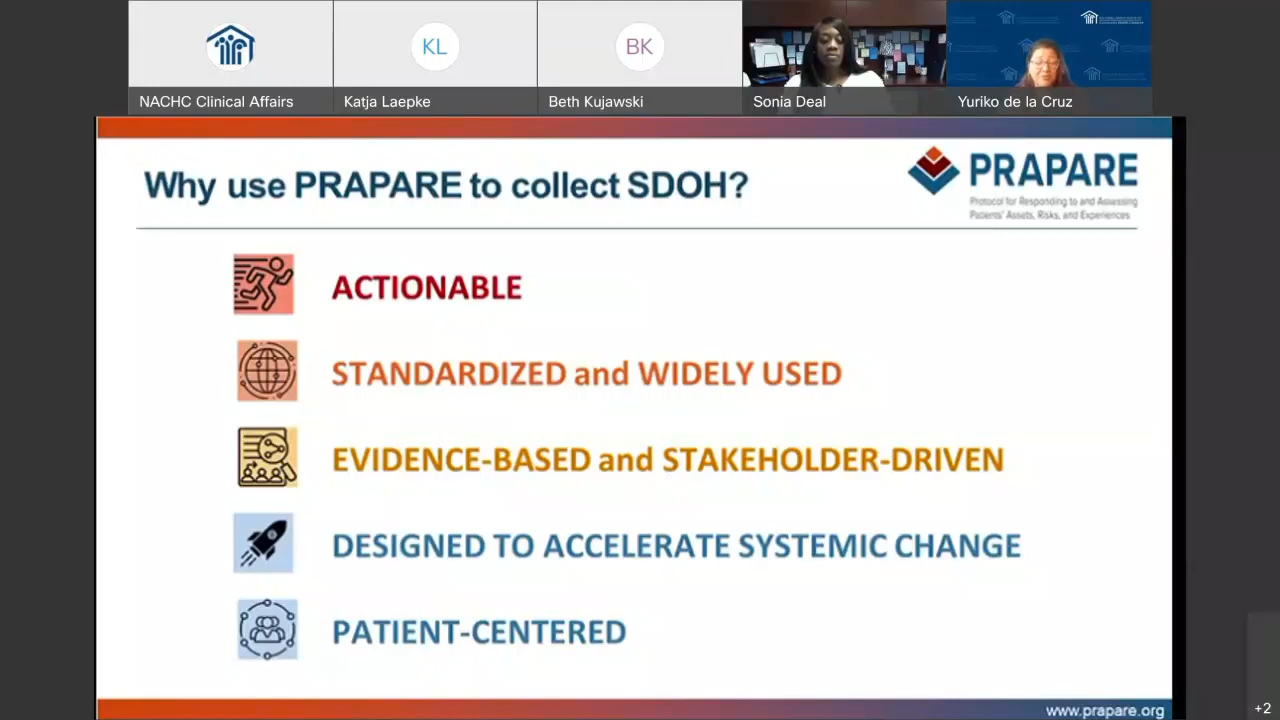 KL
BK
NACHC Clinical Affairs
Katja Laepke
Beth Kujawski
Sonia Deal
Yuriko de la Cruz
Why use PRAPARE to collect SDOH?
PRAPARE
Protocol for Responding to and Assessing
Patients' Assets, Risks, and Experiences
ACTIONABLE
STANDARDIZED and WIDELY USED
EVIDENCE-BASED and STAKEHOLDER-DRIVEN
DESIGNED TO ACCELERATE SYSTEMIC CHANGE
PATIENT-CENTERED
www.prapare.org
+2